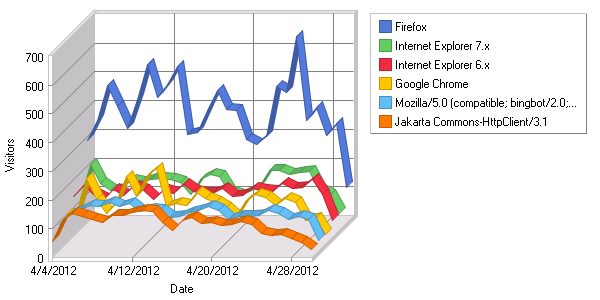 700
600
500
400
300
200
100
0
Visitors
4/4/2012
4/12/2012
4/20/2012
4/28/2012
Date
Firefox
Internet Explorer 7.x
Internet Explorer 6.x
Google Chrome
Mozilla/5.0 (compatible; bingbot/2.0;...
Jakarta Commons-HttpClient/3.1